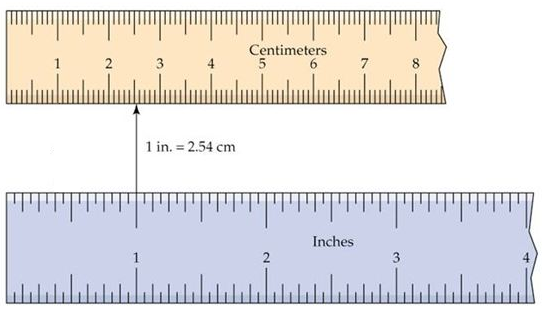 Centimeters
1 2 3 4 5 6 7 8
1 in. = 2.54 cm
Inches
1 2 3 4